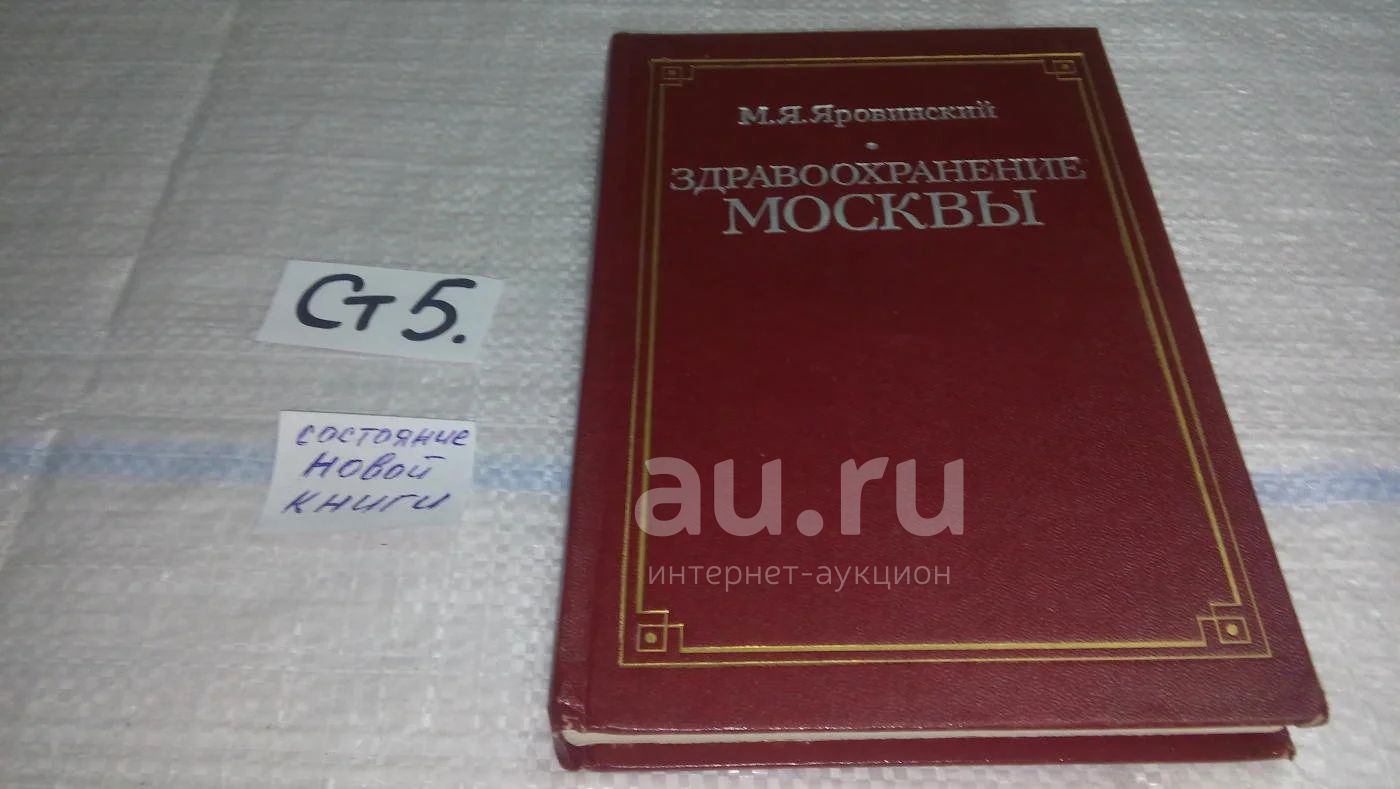 М.Я.Яровинский
ЗДРАВООХРАНЕНИЕ
МОСКВЫ
Ст 5.
состояние
новой
книги
au.ru
интернет-аукцион